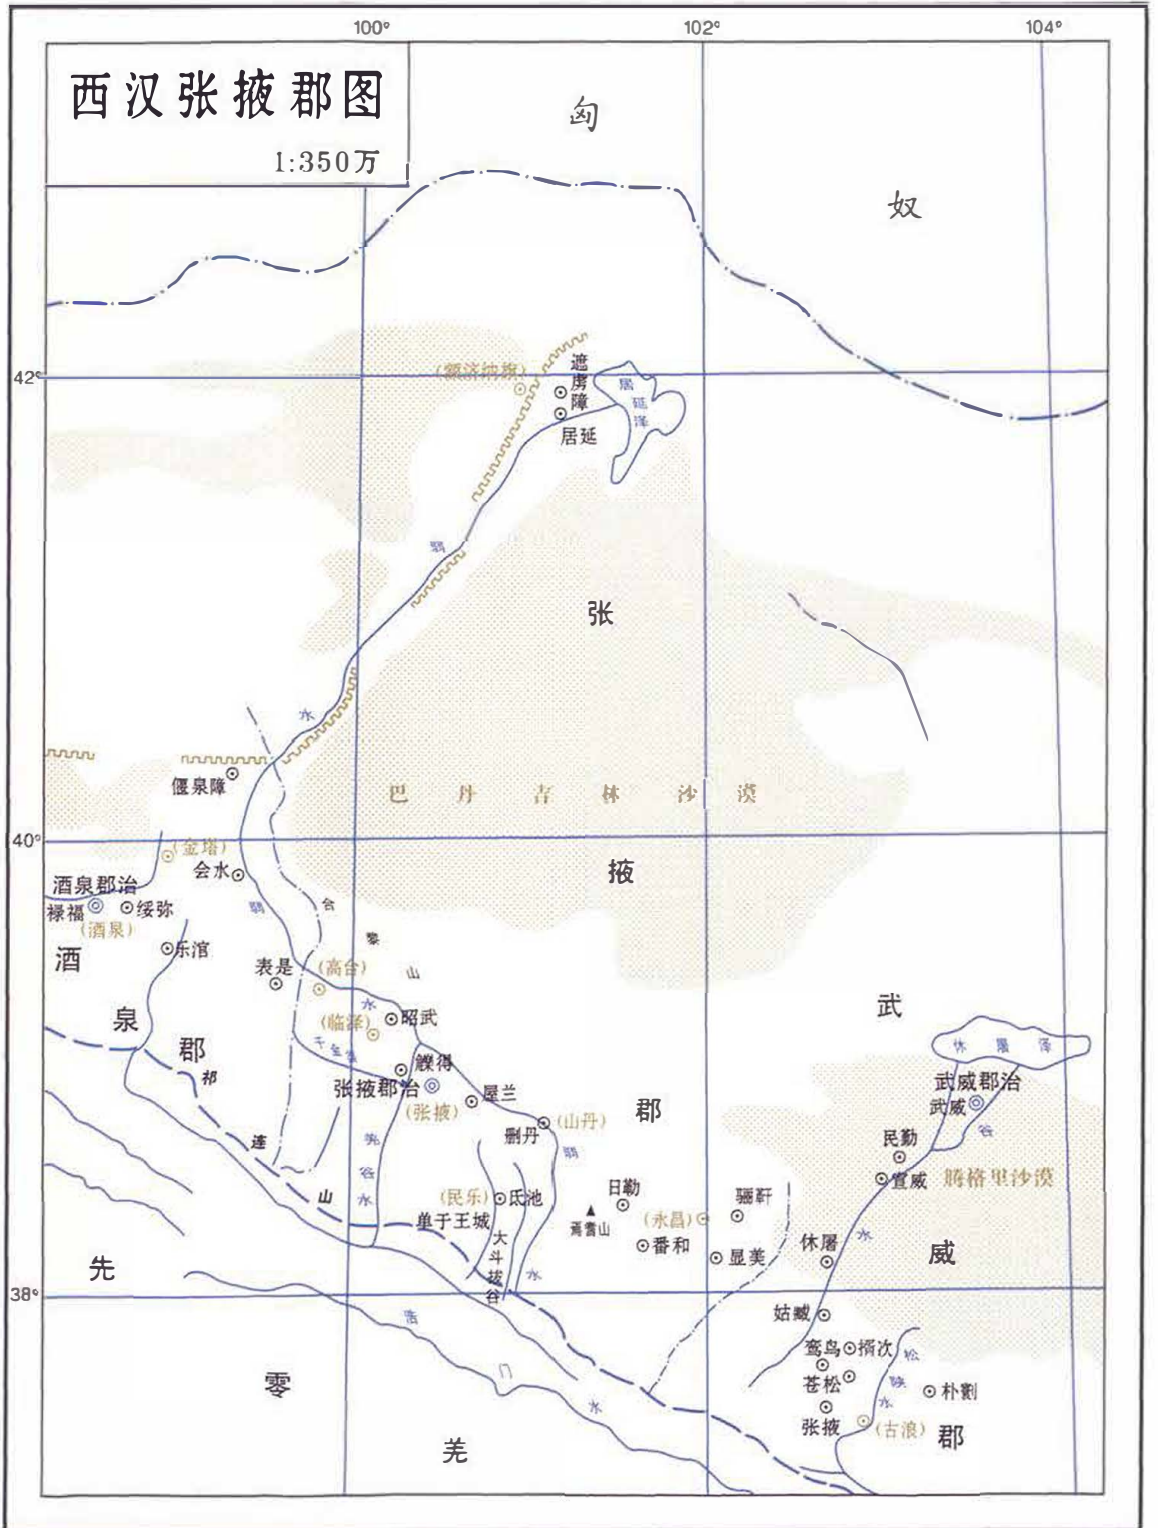 100°
102°
104°
西汉张掖郡图
1:350万
匈
奴
42°
(额济纳旗)
遮虏障
居延
居延泽
弱
张
水
偃泉障
巴丹吉林沙漠
40°
(金塔)
会水
酒泉郡治
禄福
绥弥
(酒泉)
弱
合
黎
山
乐涫
表是
(高台)
酒
泉
郡
水
昭武
(临泽)
千金渠
觻得
张掖郡治
(张掖)
屋兰
(山丹)
删丹
弱
掖
郡
武
休屠泽
武威郡治
武威
谷
民勤
宣威
腾格里沙漠
祁
连
山
羌
谷
水
(民乐)
氐池
单于王城
大斗拔谷
水
焉耆山
日勒
(永昌)
骊靬
番和
显美
休屠
水
威
先
38°
零
羌
浩
门
水
姑臧
鸾鸟
揟次
苍松
张掖
松
陕
水
朴劐
(古浪)
郡